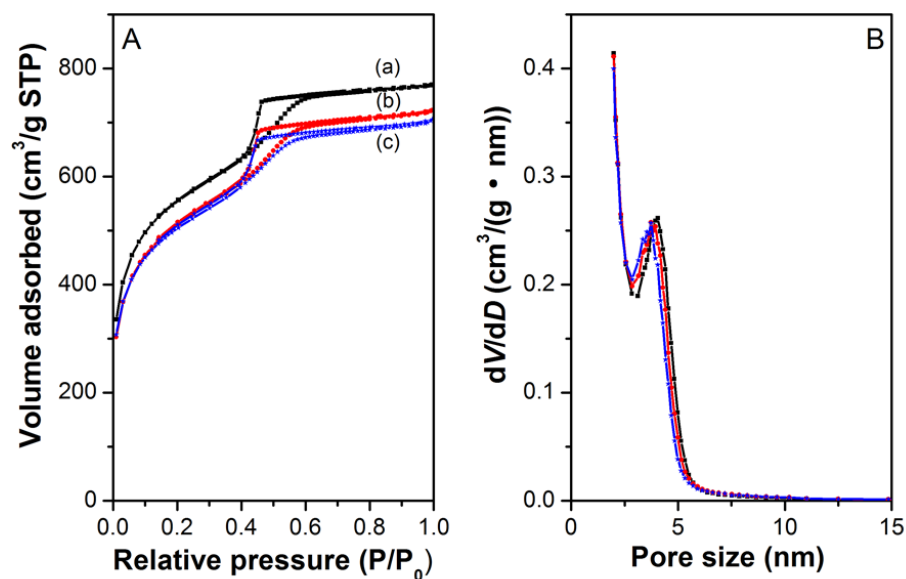 A
(a)
(b)
(c)
800
600
400
200
0
0.0 0.2 0.4 0.6 0.8 1.0
Relative pressure (P/P₀)
Volume adsorbed (cm³/g STP)
B
0.4
0.3
0.2
0.1
0.0
0 5 10 15
Pore size (nm)
dV/dD (cm³/(g • nm))